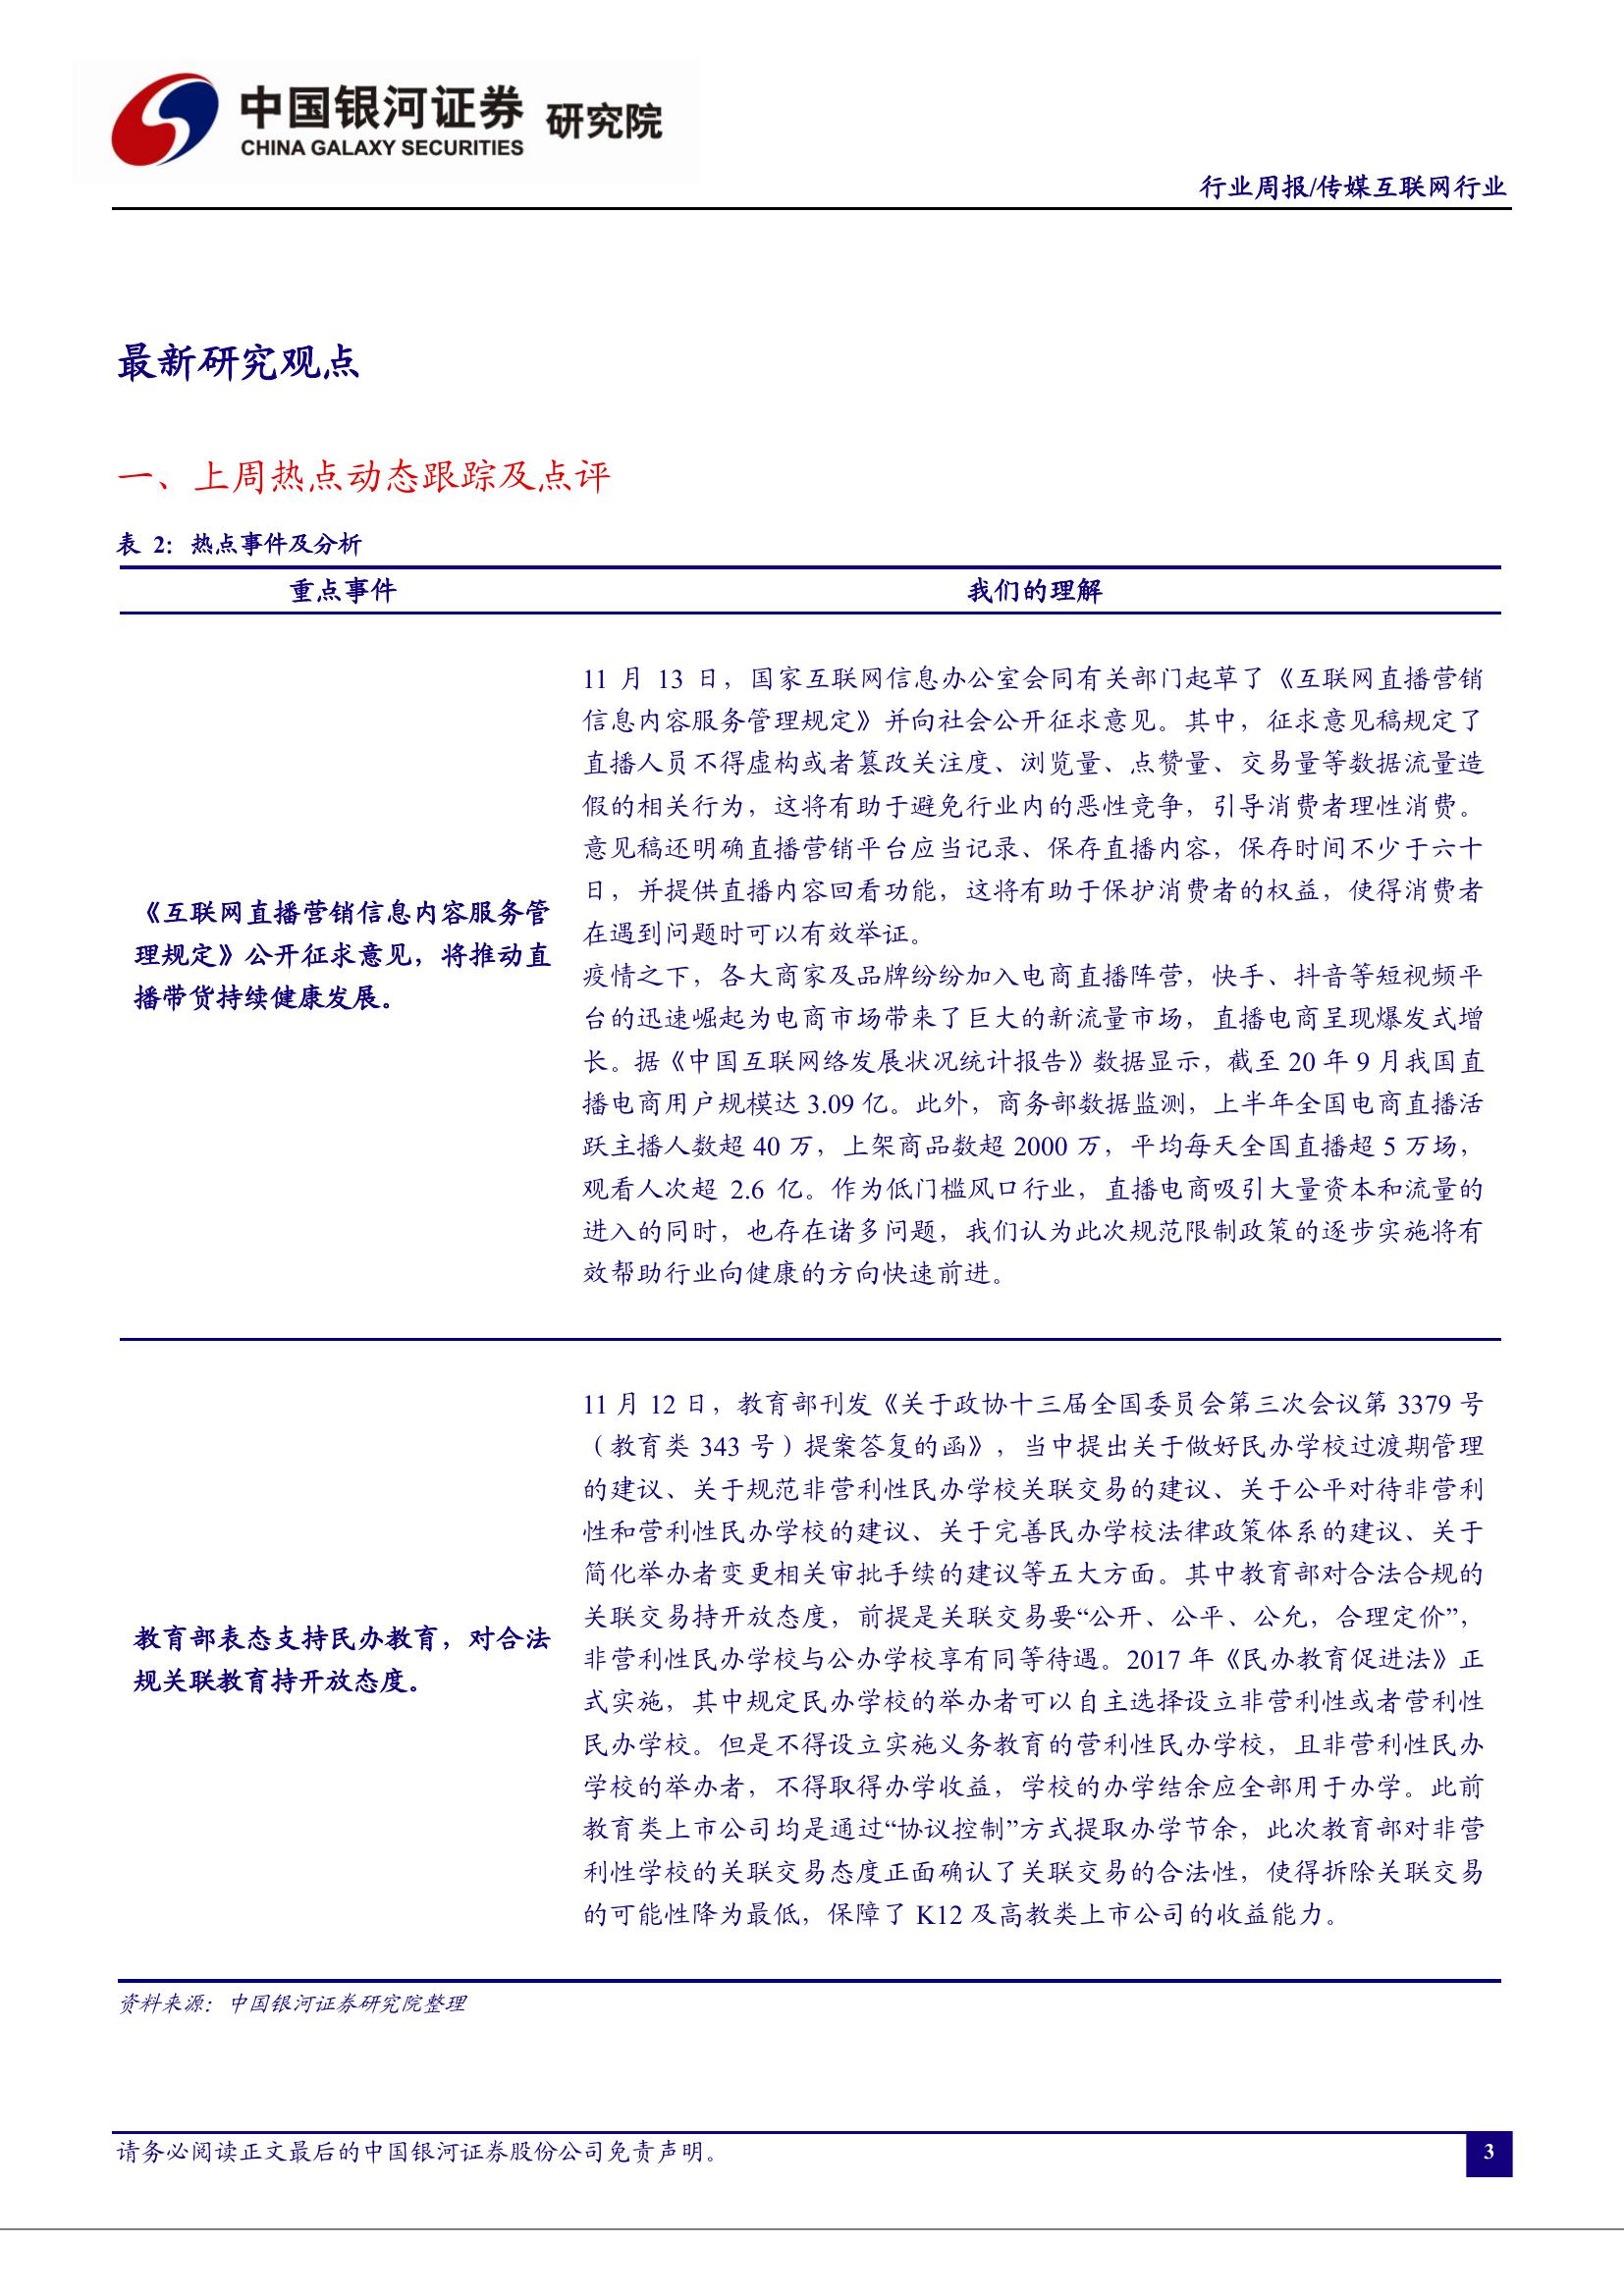 中国银河证券 研究院
CHINA GALAXY SECURITIES
行业周报/传媒互联网行业
最新研究观点
一、上周热点动态跟踪及点评
表 2：热点事件及分析
重点事件 我们的理解
《互联网直播营销信息内容服务管
理规定》公开征求意见，将推动直
播带货持续健康发展。
11 月 13 日，国家互联网信息办公室会同有关部门起草了《互联网直播营销
信息内容服务管理规定》并向社会公开征求意见。其中，征求意见稿规定了
直播人员不得虚构或者篡改关注度、浏览量、点赞量、交易量等数据流量造
假的相关行为，这将有助于避免行业内的恶性竞争，引导消费者理性消费。
意见稿还明确直播营销平台应当记录、保存直播内容，保存时间不少于六十
日，并提供直播内容回看功能，这将有助于保护消费者的权益，使得消费者
在遇到问题时可以有效举证。
疫情之下，各大商家及品牌纷纷加入电商直播阵营，快手、抖音等短视频平
台的迅速崛起为电商市场带来了巨大的新流量市场，直播电商呈现爆发式增
长。据《中国互联网络发展状况统计报告》数据显示，截至 20 年 9 月我国直
播电商用户规模达 3.09 亿。此外，商务部数据监测，上半年全国电商直播活
跃主播人数超 40 万，上架商品数超 2000 万，平均每天全国直播超 5 万场，
观看人次超 2.6 亿。作为低门槛风口行业，直播电商吸引大量资本和流量的
进入的同时，也存在诸多问题，我们认为此次规范限制政策的逐步实施将有
效帮助行业向健康的方向快速前进。
教育部表态支持民办教育，对合法
规关联教育持开放态度。
11 月 12 日，教育部刊发《关于政协十三届全国委员会第三次会议第 3379 号
（教育类 343 号）提案答复的函》，当中提出关于做好民办学校过渡期管理
的建议、关于规范非营利性民办学校关联交易的建议、关于公平对待非营利
性和营利性民办学校的建议、关于完善民办学校法律政策体系的建议、关于
简化举办者变更相关审批手续的建议等五大方面。其中教育部对合法合规的
关联交易持开放态度，前提是关联交易要“公开、公平、公允，合理定价”，
非营利性民办学校与公办学校享有同等待遇。2017 年《民办教育促进法》正
式实施，其中规定民办学校的举办者可以自主选择设立非营利性或者营利性
民办学校。但是不得设立实施义务教育的营利性民办学校，且非营利性民办
学校的举办者，不得取得办学收益，学校的办学结余应全部用于办学。此前
教育类上市公司均是通过“协议控制”方式提取办学节余，此次教育部对非营
利性学校的关联交易态度正面确认了关联交易的合法性，使得拆除关联交易
的可能性降为最低，保障了 K12 及高教类上市公司的收益能力。
资料来源：中国银河证券研究院整理
请务必阅读正文最后的中国银河证券股份公司免责声明。
3